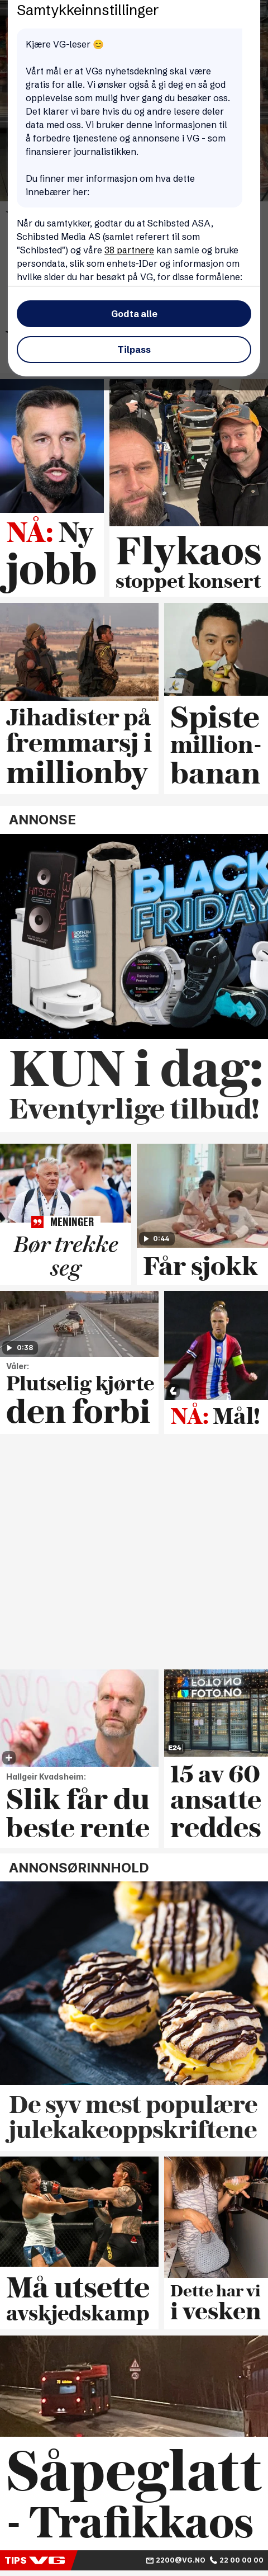 Samtykkeinnstillinger
Kjære VG-leser 😊
Vårt mål er at VGs nyhetsdekning skal være
gratis for alle. Vi ønsker også å gi deg en så god
opplevelse som mulig hver gang du besøker oss.
Det klarer vi bare hvis du og andre lesere deler
data med oss. Vi bruker denne informasjonen til
å forbedre tjenestene og annonsene i VG – som
finansierer journalistikken.
Du finner mer informasjon om hva dette
innebærer her:
Når du samtykker, godtar du at Schibsted ASA,
Schibsted Media AS (samlet referert til som
"Schibsted") og våre 38 partnere kan samle og bruke
persondata, slik som enhets-IDer og informasjon om
hvilke sider du har besøkt på VG, for disse formålene:
Godta alle
Tilpass
NÅ: Ny
jobb
Flykaos
stoppet konsert
Jihadister på
fremmarsj i
millionby
Spiste
million-
banan
ANNONSE
HITSTER
BLACK
FRIDAY
KUN i dag:
Eventyrlige tilbud!
MENINGER
Bør trekke
seg
0:44
Får sjokk
0:38
Våler:
Plutselig kjørte
den forbi
NÅ: Mål!
Hallgeir Kvadsheim:
Slik får du
beste rente
FOTO.NO
E24
15 av 60
ansatte
reddes
ANNONSØRINNHOLD
De syv mest populære
julekakeoppskriftene
Må utsette
avskjedskamp
Dette har vi
i vesken
Såpeglatt
- Trafikkaos
TIPS VG
2200@VG.NO
22 00 00 00